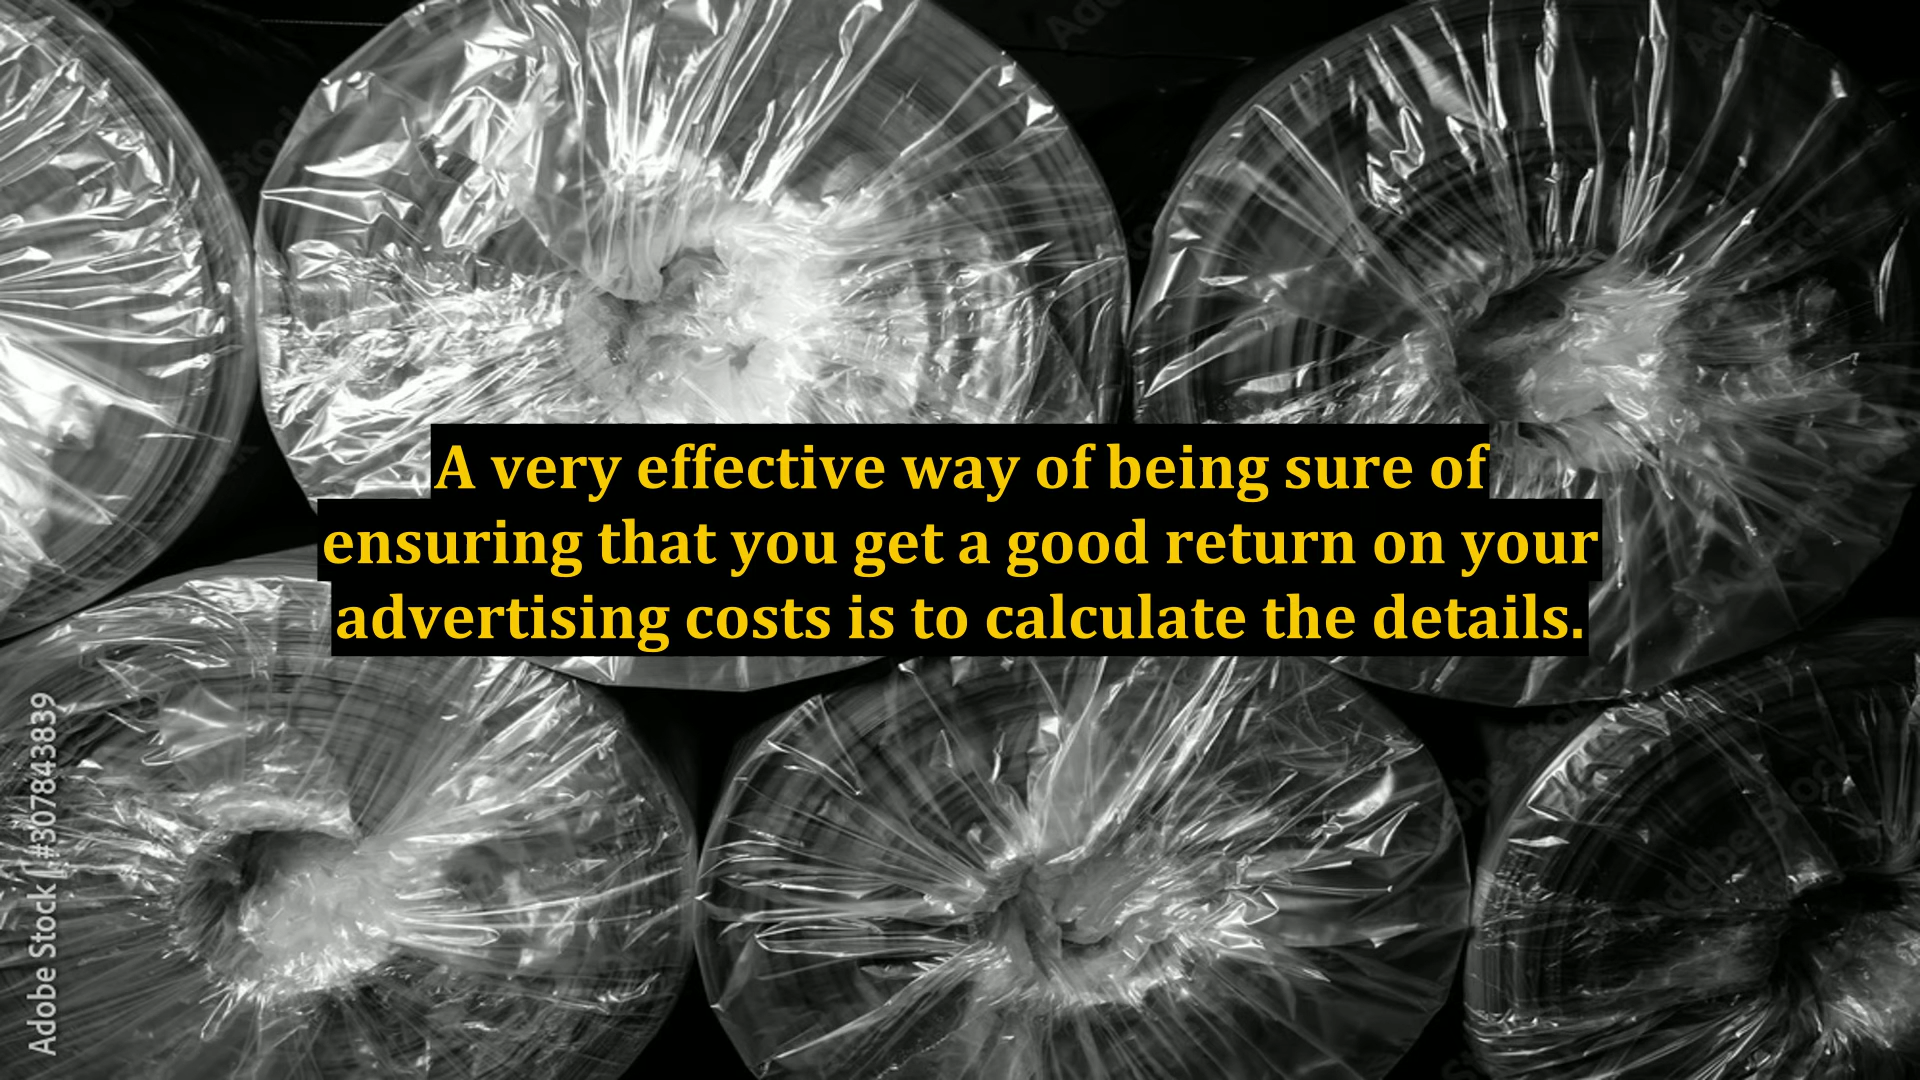 A very effective way of being sure of
ensuring that you get a good return on your
advertising costs is to calculate the details.
Adobe Stock | #307843839